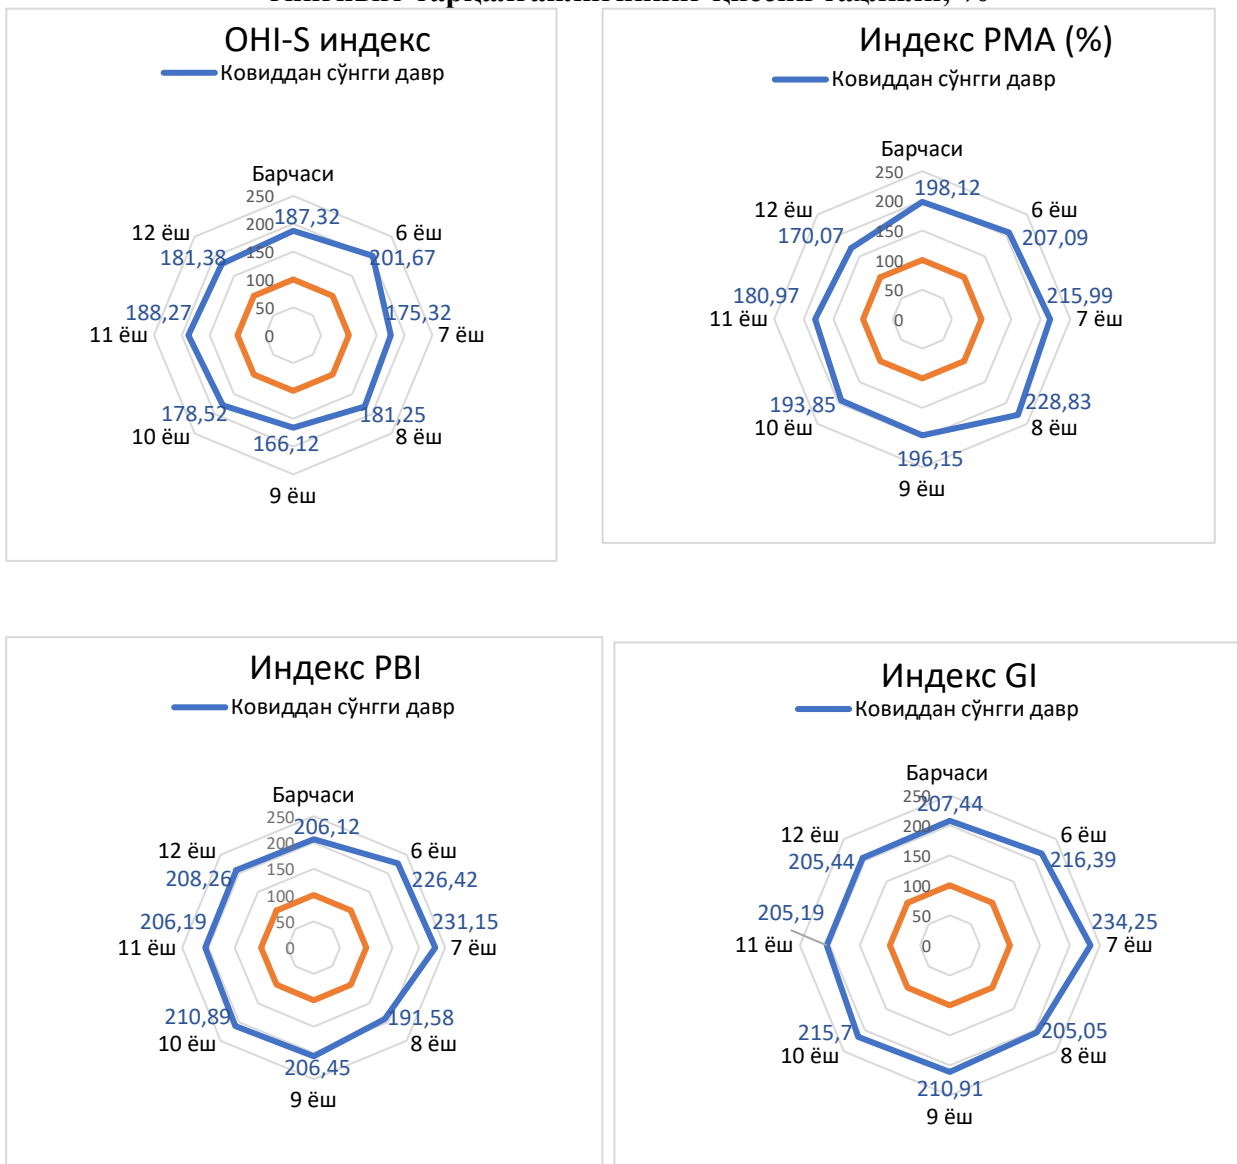 OHI-S индекс
Ковиддан сўнгги давр
Барчаси
250
187,32
200
12 ёш
6 ёш
181,38
150
201,67
100
188,27
50
175,32
11 ёш
0
7 ёш
178,52
181,25
10 ёш
166,12
8 ёш
9 ёш
Индекс PMA (%)
Ковиддан сўнгги давр
Барчаси
250
198,12
200
12 ёш
6 ёш
170,07
150
207,09
100
180,97
50
215,99
11 ёш
0
7 ёш
193,85
228,83
10 ёш
8 ёш
196,15
9 ёш
Индекс PBI
Ковиддан сўнгги давр
Барчаси
250
206,12
200
12 ёш
6 ёш
208,26
150
226,42
100
206,19
50
231,15
11 ёш
0
7 ёш
210,89
191,58
10 ёш
8 ёш
206,45
9 ёш
Индекс GI
Ковиддан сўнгги давр
Барчаси
250
207,44
200
12 ёш
6 ёш
205,44
150
216,39
100
205,19
50
234,25
11 ёш
0
7 ёш
215,7
205,05
10 ёш
8 ёш
210,91
9 ёш